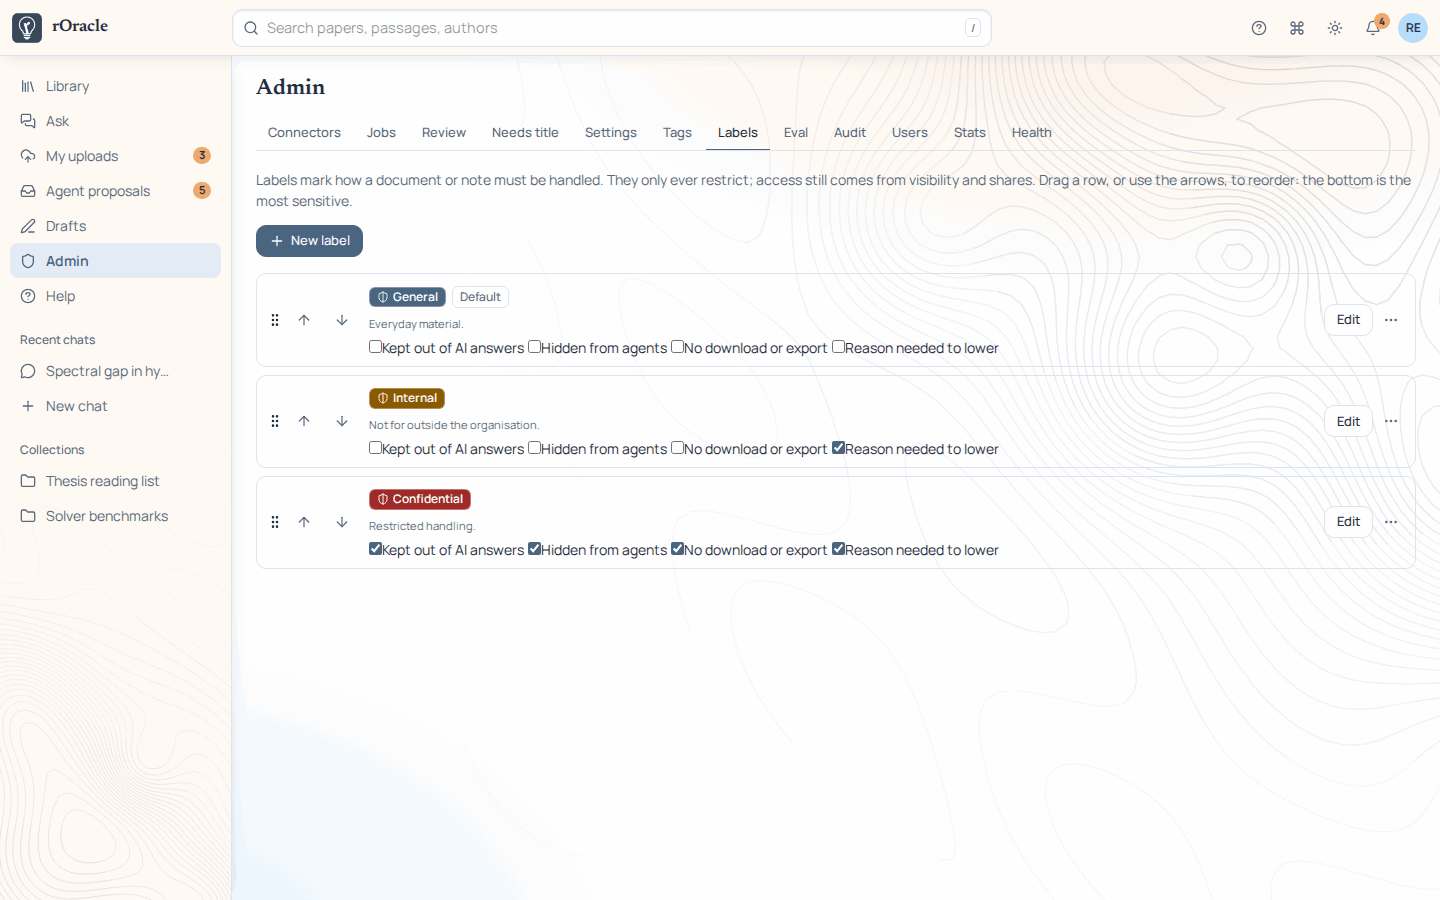 rOracle
Search papers, passages, authors
/
4
RE
Library
Ask
My uploads 3
Agent proposals 5
Drafts
Admin
Help
Recent chats
Spectral gap in hy...
New chat
Collections
Thesis reading list
Solver benchmarks
Admin
Connectors Jobs Review Needs title Settings Tags Labels Eval Audit Users Stats Health
Labels mark how a document or note must be handled. They only ever restrict; access still comes from visibility and shares. Drag a row, or use the arrows, to reorder: the bottom is the
most sensitive.
New label
General Default
Everyday material.
Kept out of AI answers Hidden from agents No download or export Reason needed to lower
Edit
Internal
Not for outside the organisation.
Kept out of AI answers Hidden from agents No download or export Reason needed to lower
Edit
Confidential
Restricted handling.
Kept out of AI answers Hidden from agents No download or export Reason needed to lower
Edit